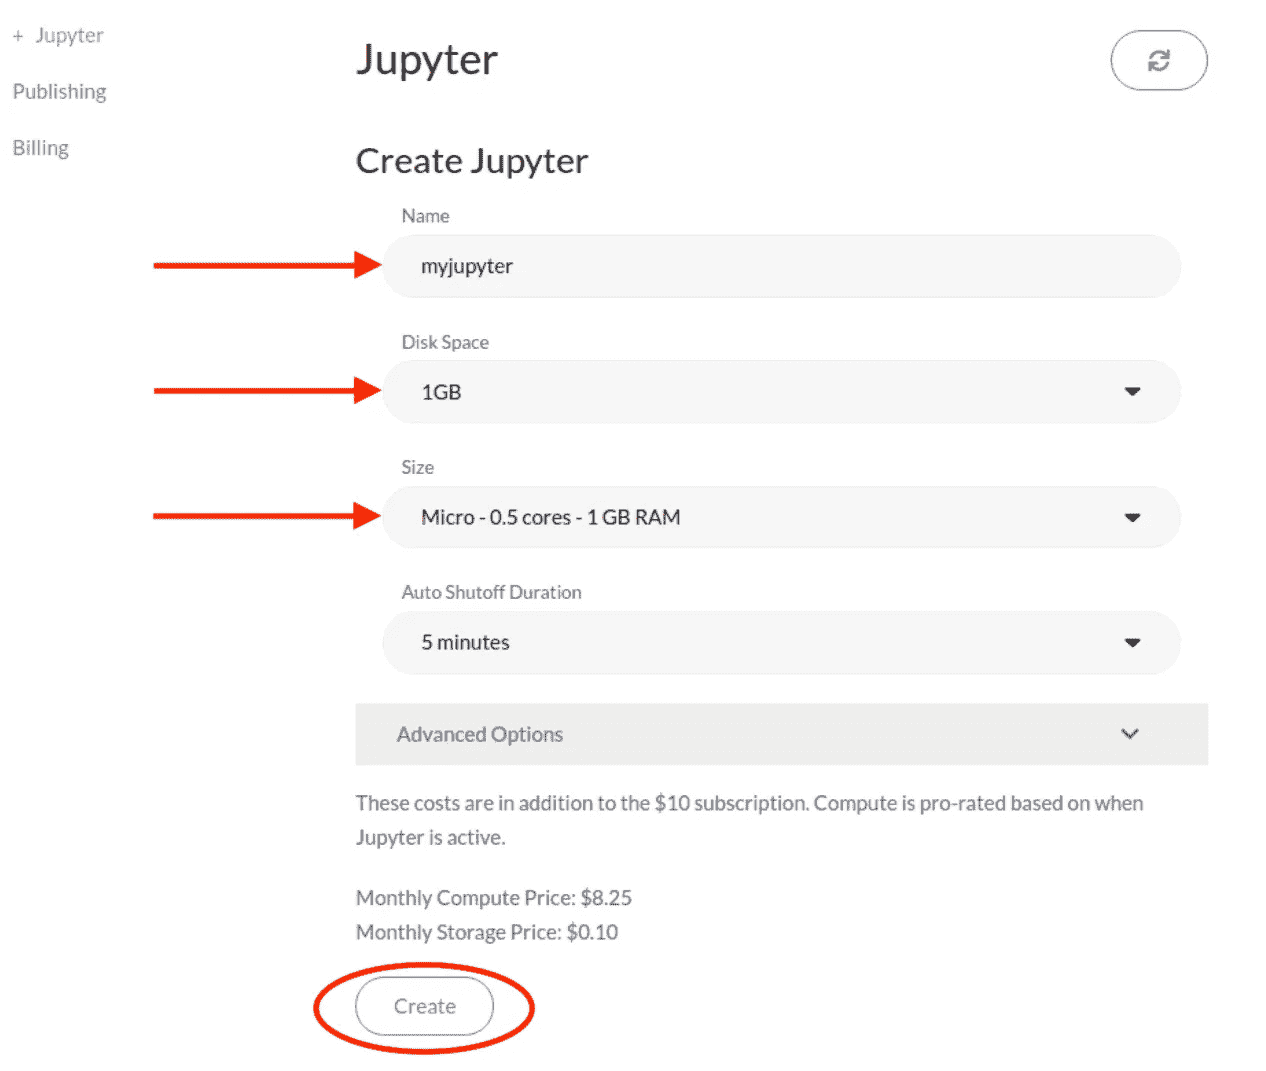 + Jupyter
Publishing
Billing
Jupyter
Create Jupyter
Name
myjupyter
Disk Space
1GB
Size
Micro - 0.5 cores - 1 GB RAM
Auto Shutoff Duration
5 minutes
Advanced Options
These costs are in addition to the $10 subscription. Compute is pro-rated based on when
Jupyter is active.
Monthly Compute Price: $8.25
Monthly Storage Price: $0.10
Create